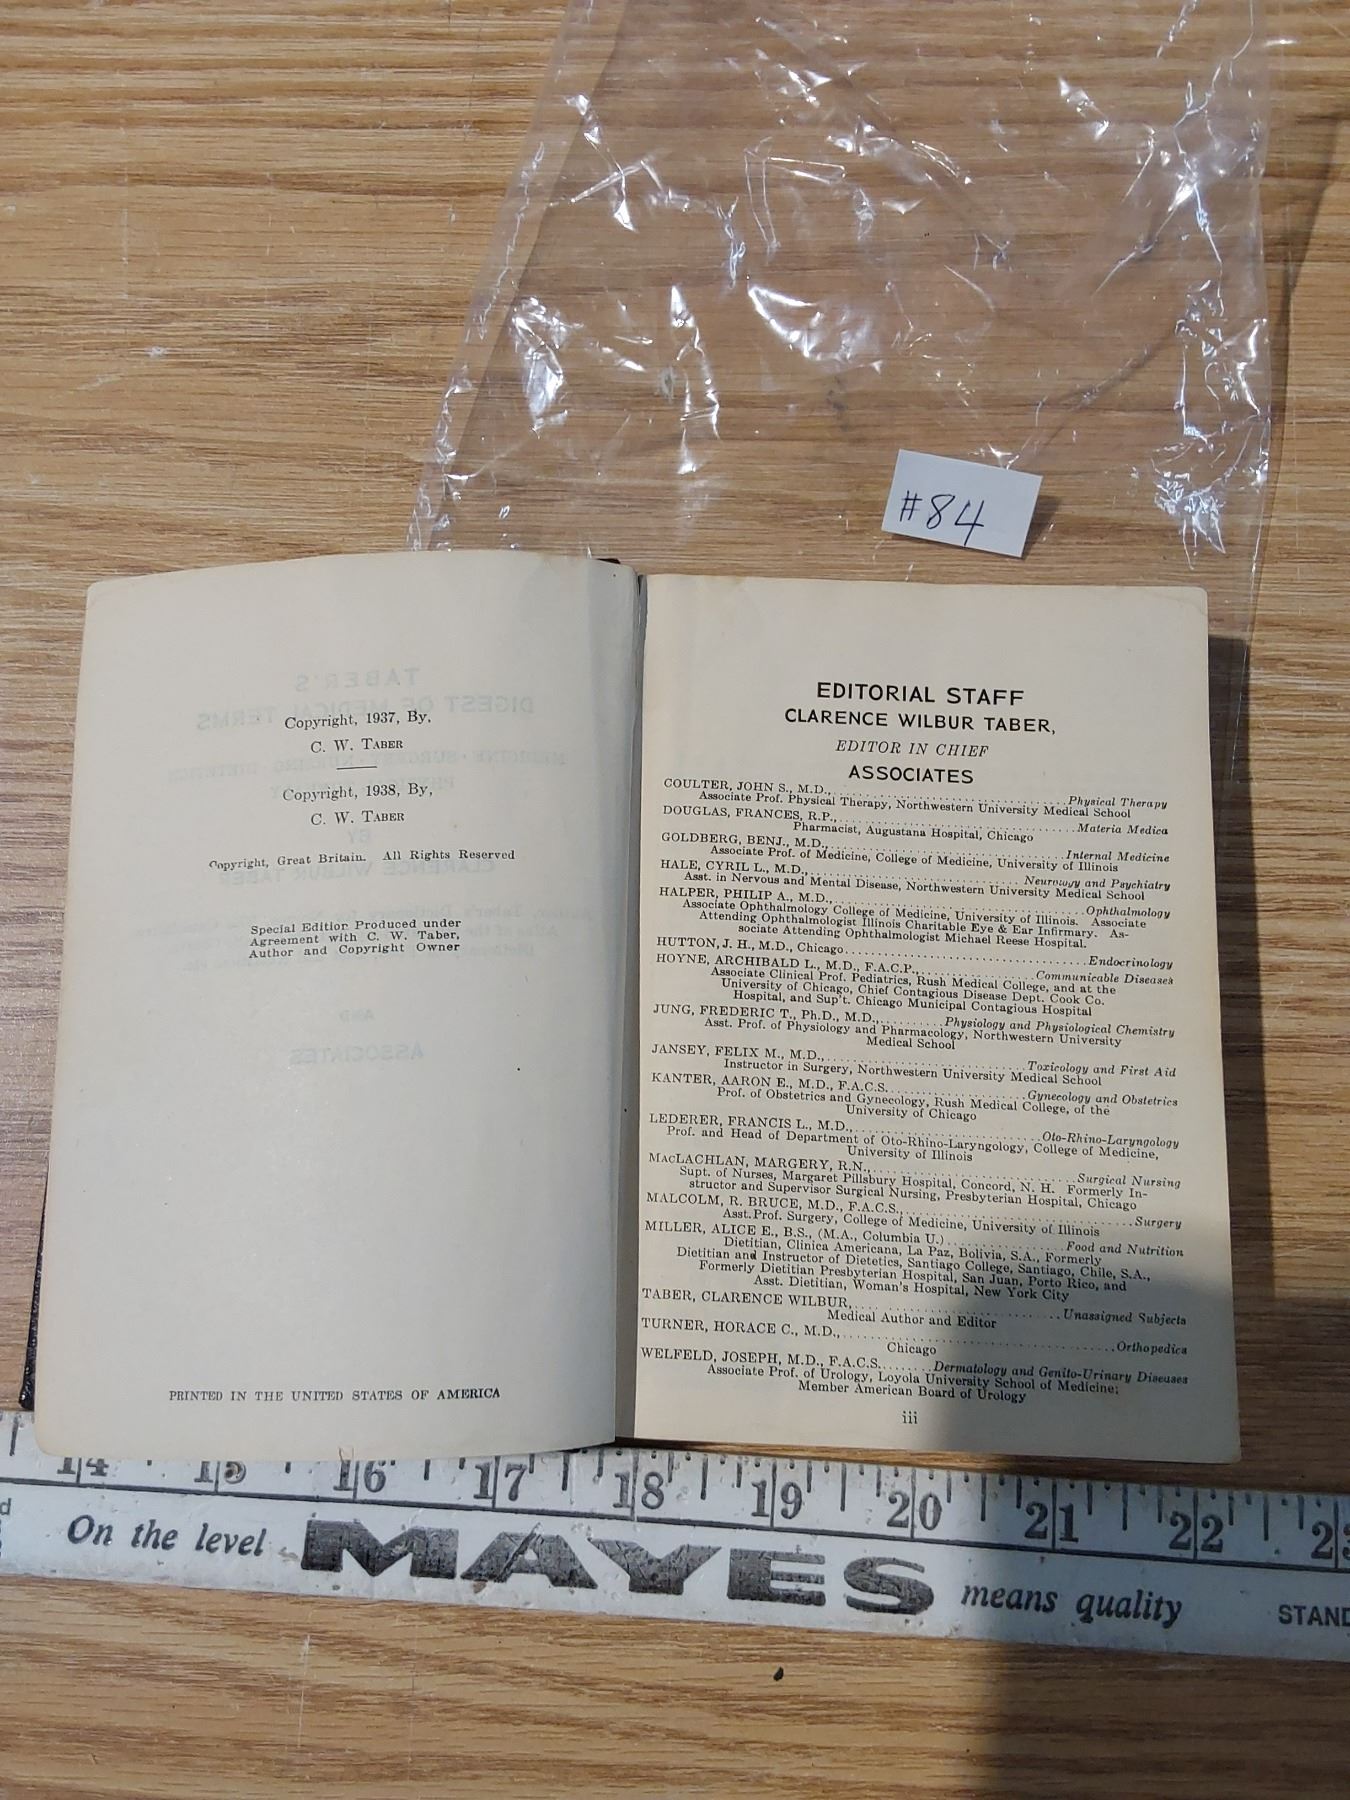 #84
Copyright, 1937, By,
C. W. TABER
Copyright, 1938, By,
C. W. TABER
Copyright, Great Britain. All Rights Reserved
Special Edition Produced under
Agreement with C. W. Taber,
Author and Copyright Owner
PRINTED IN THE UNITED STATES OF AMERICA
EDITORIAL STAFF
CLARENCE WILBUR TABER,
EDITOR IN CHIEF
ASSOCIATES
COULTER, JOHN S., M.D., Physical Therapy
Associate Prof. Physical Therapy, Northwestern University Medical School
DOUGLAS, FRANCES, R.P., Materia Medica
Pharmacist, Augustana Hospital, Chicago
GOLDBERG, BENJ., M.D., Internal Medicine
Associate Prof. of Medicine, College of Medicine, University of Illinois
HALE, CYRIL L., M.D., Neurology and Psychiatry
Asst. in Nervous and Mental Disease, Northwestern University Medical School
HALPER, PHILIP A., M.D., Ophthalmology
Associate Ophthalmology College of Medicine, University of Illinois. Associate
Attending Ophthalmologist Illinois Charitable Eye & Ear Infirmary. As-
sociate Attending Ophthalmologist Michael Reese Hospital.
HUTTON, J. H., M.D., Chicago Endocrinology
HOYNE, ARCHIBALD L., M.D., F.A.C.P., Communicable Diseases
Associate Clinical Prof. Pediatrics, Rush Medical College, and at the
University of Chicago, Chief Contagious Disease Dept. Cook Co.
Hospital, and Sup't. Chicago Municipal Contagious Hospital
JUNG, FREDERIC T., Ph.D., M.D., Physiology and Physiological Chemistry
Asst. Prof. of Physiology and Pharmacology, Northwestern University
Medical School
JANSEY, FELIX M., M.D., Toxicology and First Aid
Instructor in Surgery, Northwestern University Medical School
KANTER, AARON E., M.D., F.A.C.S. Gynecology and Obstetrics
Prof. of Obstetrics and Gynecology, Rush Medical College, of the
University of Chicago
LEDERER, FRANCIS L., M.D., Oto-Rhino-Laryngology
Prof. and Head of Department of Oto-Rhino-Laryngology, College of Medicine,
University of Illinois
MACLACHLAN, MARGERY, R.N., Surgical Nursing
Supt. of Nurses, Margaret Pillsbury Hospital, Concord, N. H. Formerly In-
structor and Supervisor Surgical Nursing, Presbyterian Hospital, Chicago
MALCOLM, R. BRUCE, M.D., F.A.C.S., Surgery
Asst. Prof. Surgery, College of Medicine, University of Illinois
MILLER, ALICE E., B.S., (M.A., Columbia U.) Food and Nutrition
Dietitian, Clinica Americana, La Paz, Bolivia, S.A., Formerly
Dietitian and Instructor of Dietetics, Santiago College, Santiago, Chile, S.A.,
Formerly Dietitian Presbyterian Hospital, San Juan, Porto Rico, and
Asst. Dietitian, Woman's Hospital, New York City
TABER, CLARENCE WILBUR, Unassigned Subjects
Medical Author and Editor
TURNER, HORACE C., M.D., Orthopedics
Chicago
WELFELD, JOSEPH, M.D., F.A.C.S. Dermatology and Genito-Urinary Diseases
Associate Prof. of Urology, Loyola University School of Medicine;
Member American Board of Urology
iii
14 15 16 17 18 19 20 21 22 23
On the level MAYES means quality STAND